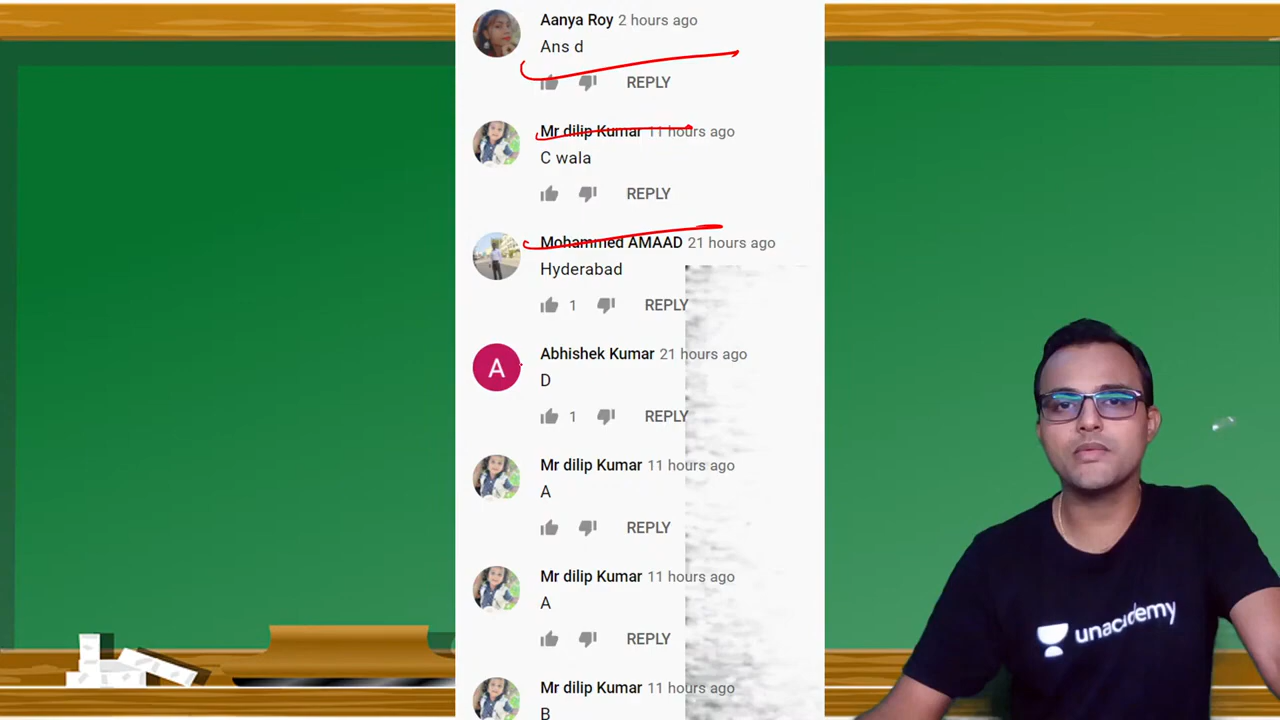 Aanya Roy 2 hours ago
Ans d
REPLY
Mr dilip Kumar 11 hours ago
C wala
REPLY
Mohammed AMAAD 21 hours ago
Hyderabad
1 REPLY
A
Abhishek Kumar 21 hours ago
D
1 REPLY
Mr dilip Kumar 11 hours ago
A
REPLY
Mr dilip Kumar 11 hours ago
A
REPLY
Mr dilip Kumar 11 hours ago
B
unacademy